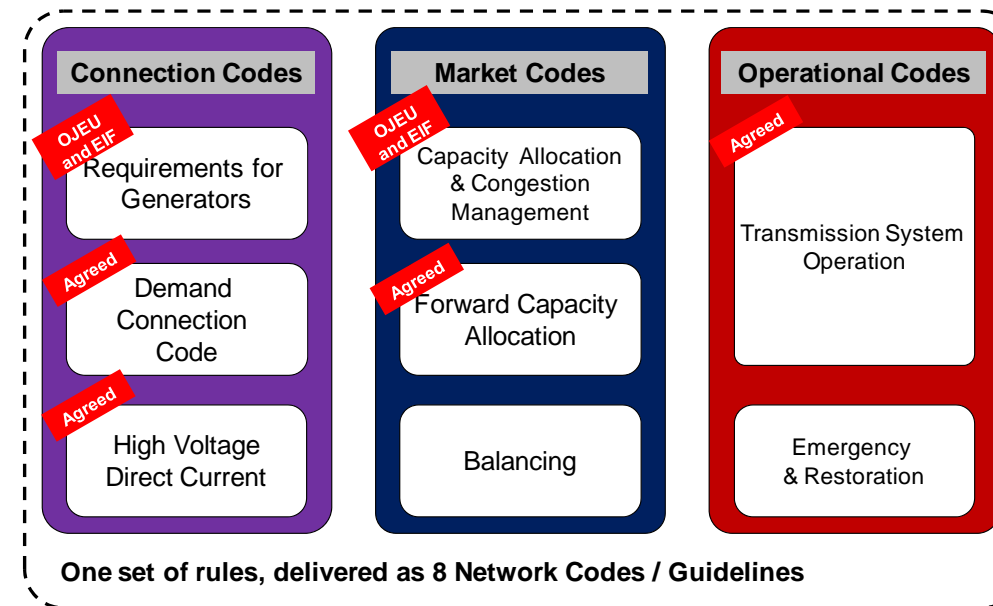 Connection Codes
OJEU
and EIF
Requirements for
Generators
Agreed
Demand
Connection
Code
Agreed
High Voltage
Direct Current
Market Codes
OJEU
and EIF
Capacity Allocation
& Congestion
Management
Agreed
Forward Capacity
Allocation
Balancing
Operational Codes
Agreed
Transmission System
Operation
Emergency
& Restoration
One set of rules, delivered as 8 Network Codes / Guidelines